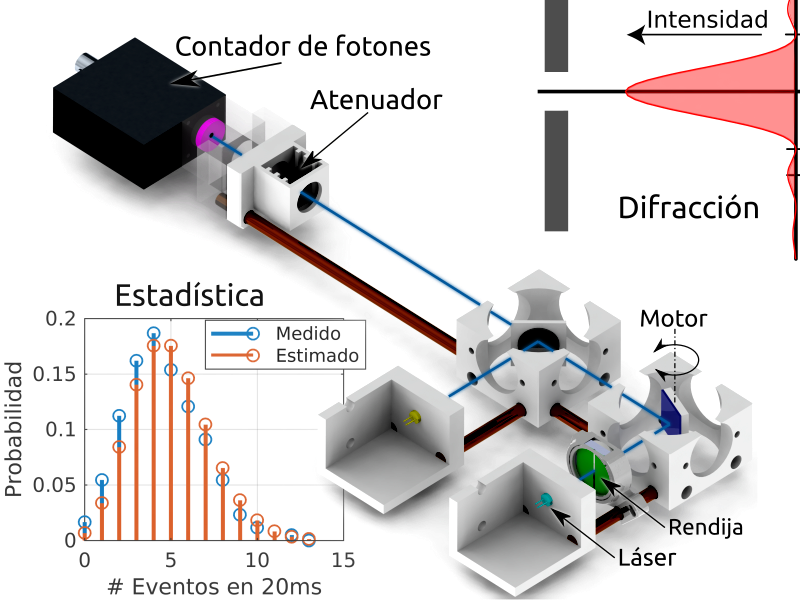 Intensidad
Contador de fotones
Atenuador
Difracción
Estadística
Motor
0.2
0.15
0.1
0.05
0
Probabilidad
Medido
Estimado
0
5
10
15
# Eventos en 20ms
Rendija
Láser